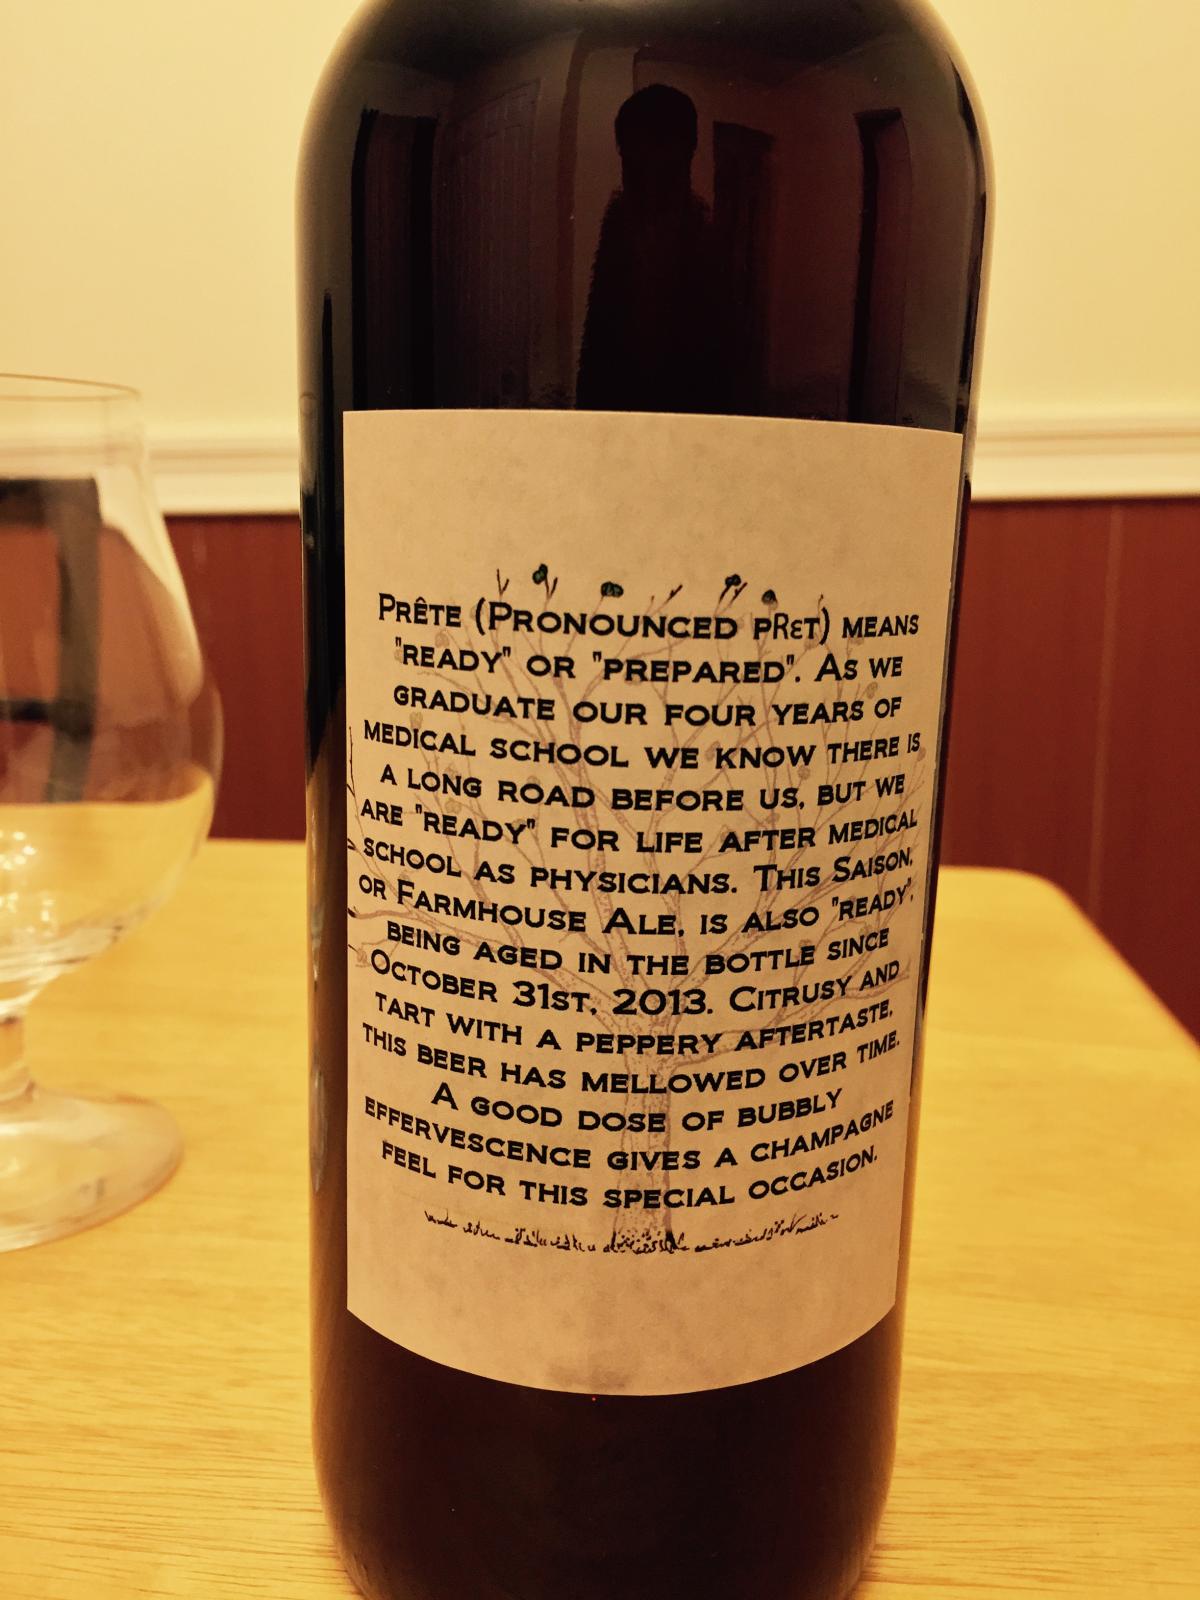 Prête (Pronounced pRɛt) means
"ready" or "prepared". As we
graduate our four years of
medical school we know there is
a long road before us, but we
are "ready" for life after medical
school as physicians. This Saison,
or Farmhouse Ale, is also "ready",
being aged in the bottle since
October 31st, 2013. Citrusy and
tart with a peppery aftertaste,
this beer has mellowed over time.
A good dose of bubbly
effervescence gives a champagne
feel for this special occasion.